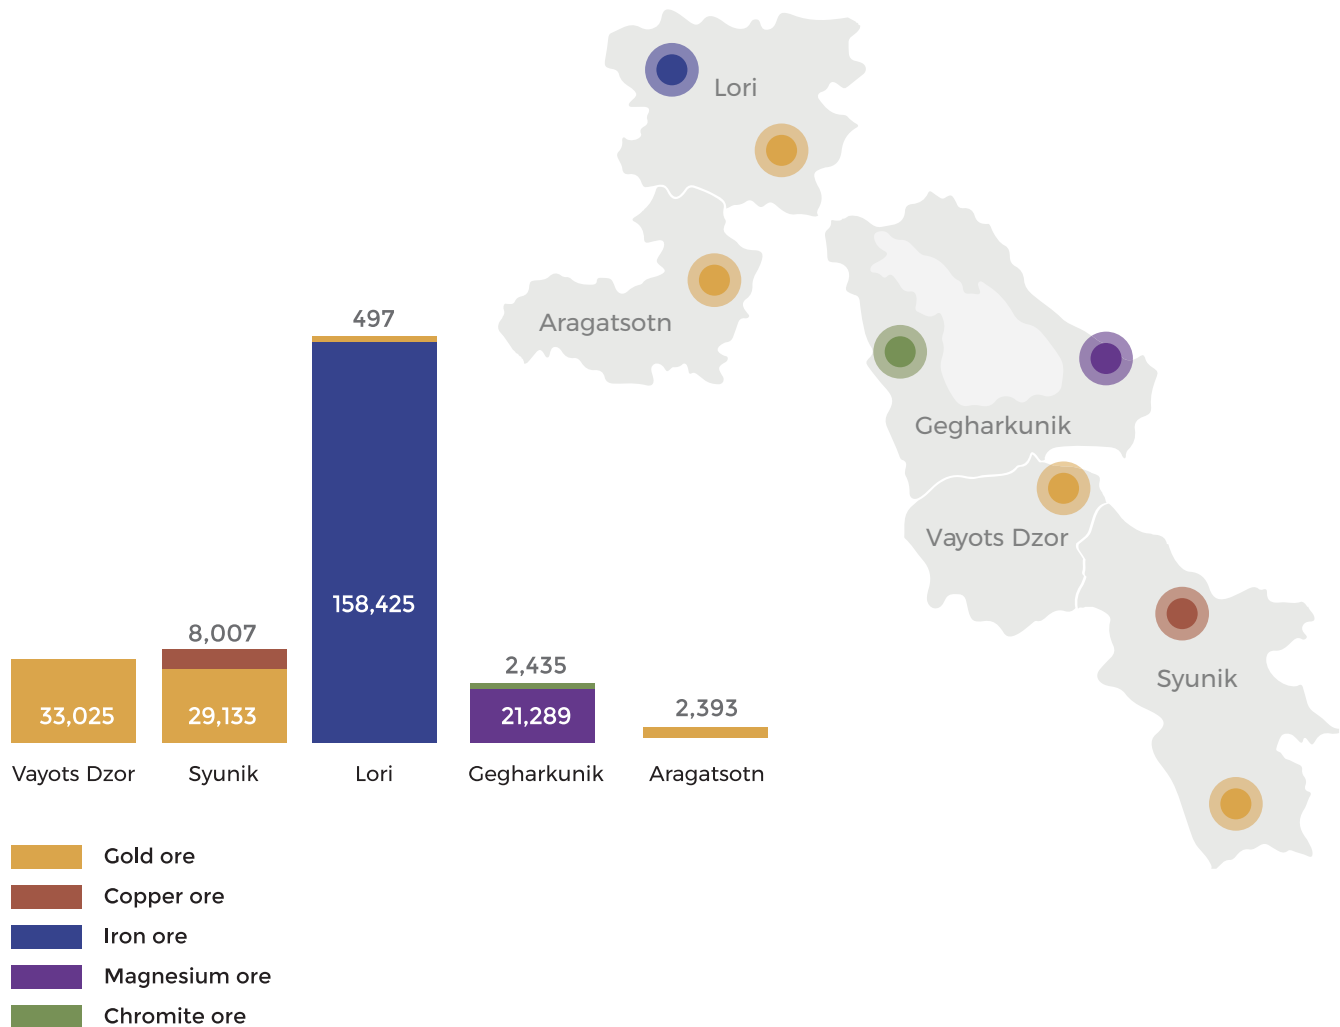 Lori
Aragatsotn
Gegharkunik
Vayots Dzor
Syunik
497
158,425
8,007
2,435
2,393
33,025
29,133
21,289
Vayots Dzor
Syunik
Lori
Gegharkunik
Aragatsotn
Gold ore
Copper ore
Iron ore
Magnesium ore
Chromite ore